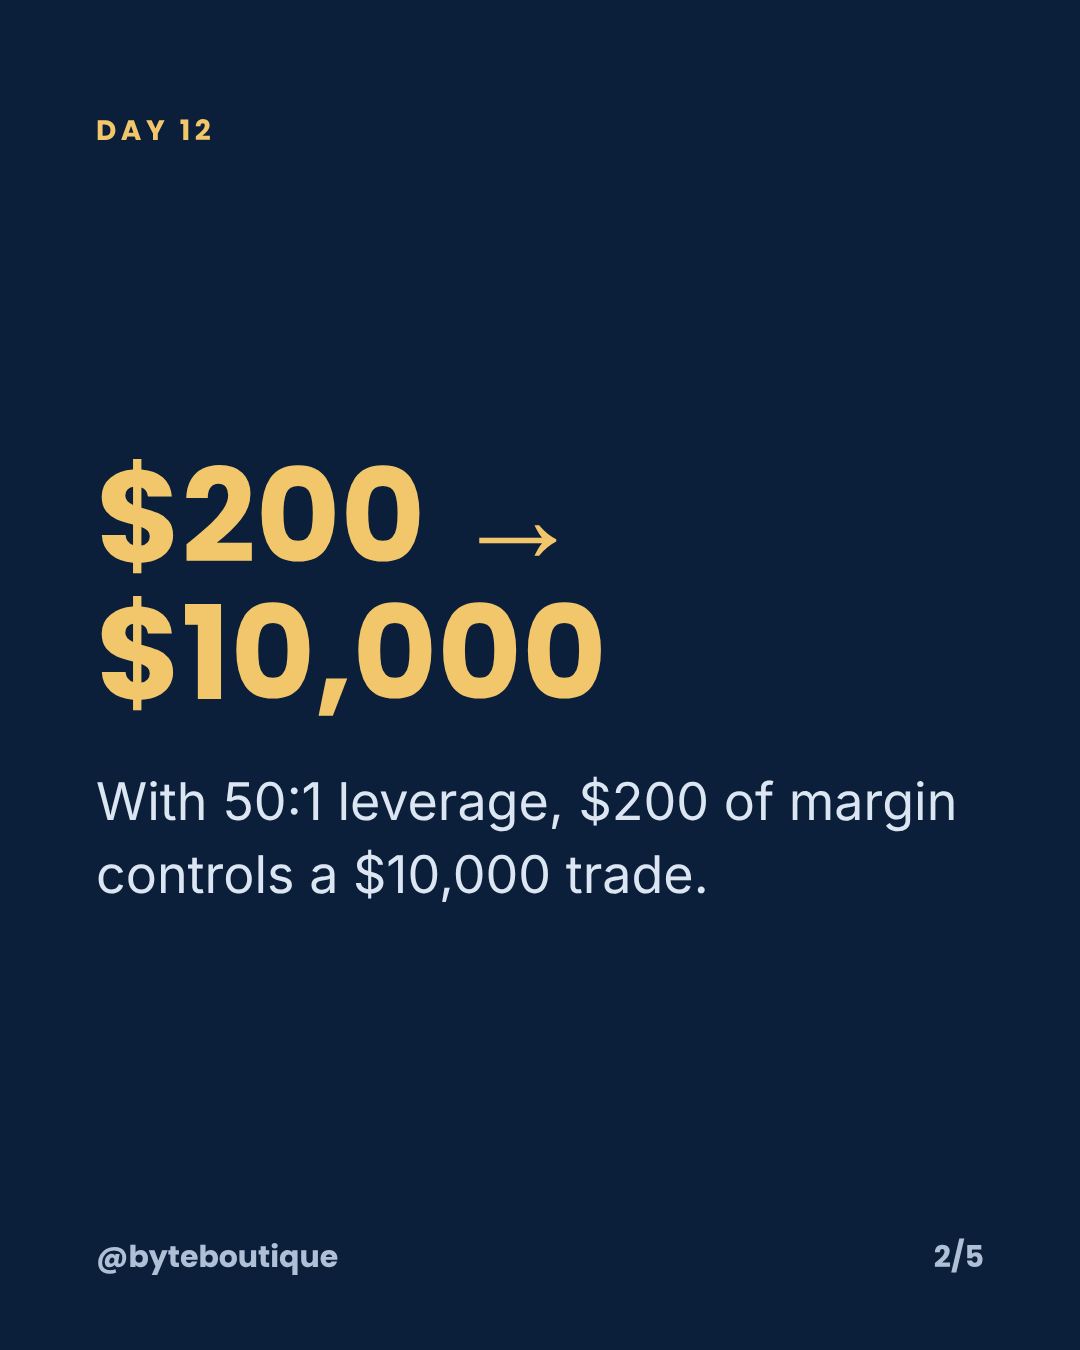 DAY 12
$200 →
$10,000
With 50:1 leverage, $200 of margin
controls a $10,000 trade.
@byteboutique
2/5